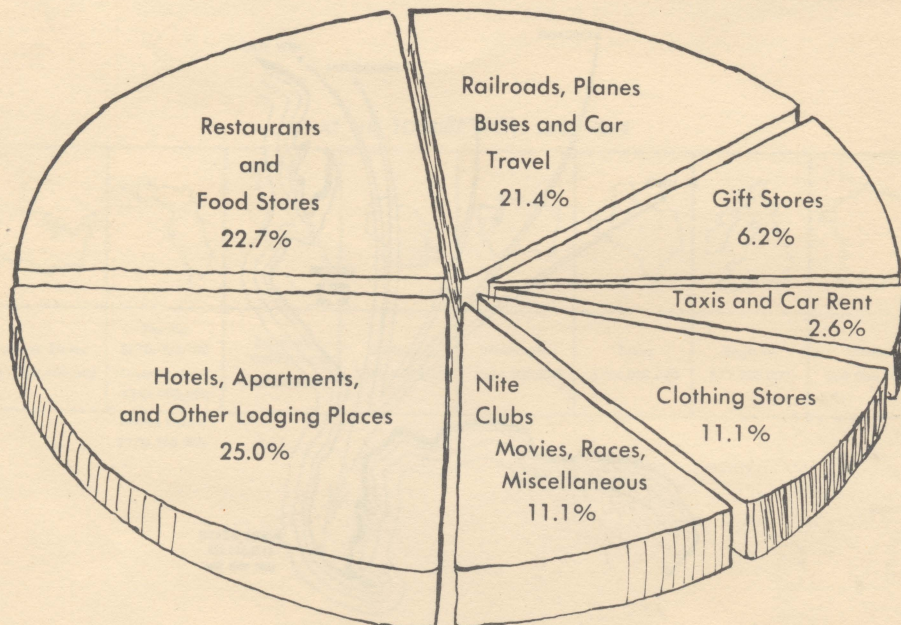 Restaurants
and
Food Stores
22.7%
Railroads, Planes
Buses and Car
Travel
21.4%
Gift Stores
6.2%
Taxis and Car Rent
2.6%
Clothing Stores
11.1%
Nite
Clubs
Movies, Races,
Miscellaneous
11.1%
Hotels, Apartments,
and Other Lodging Places
25.0%